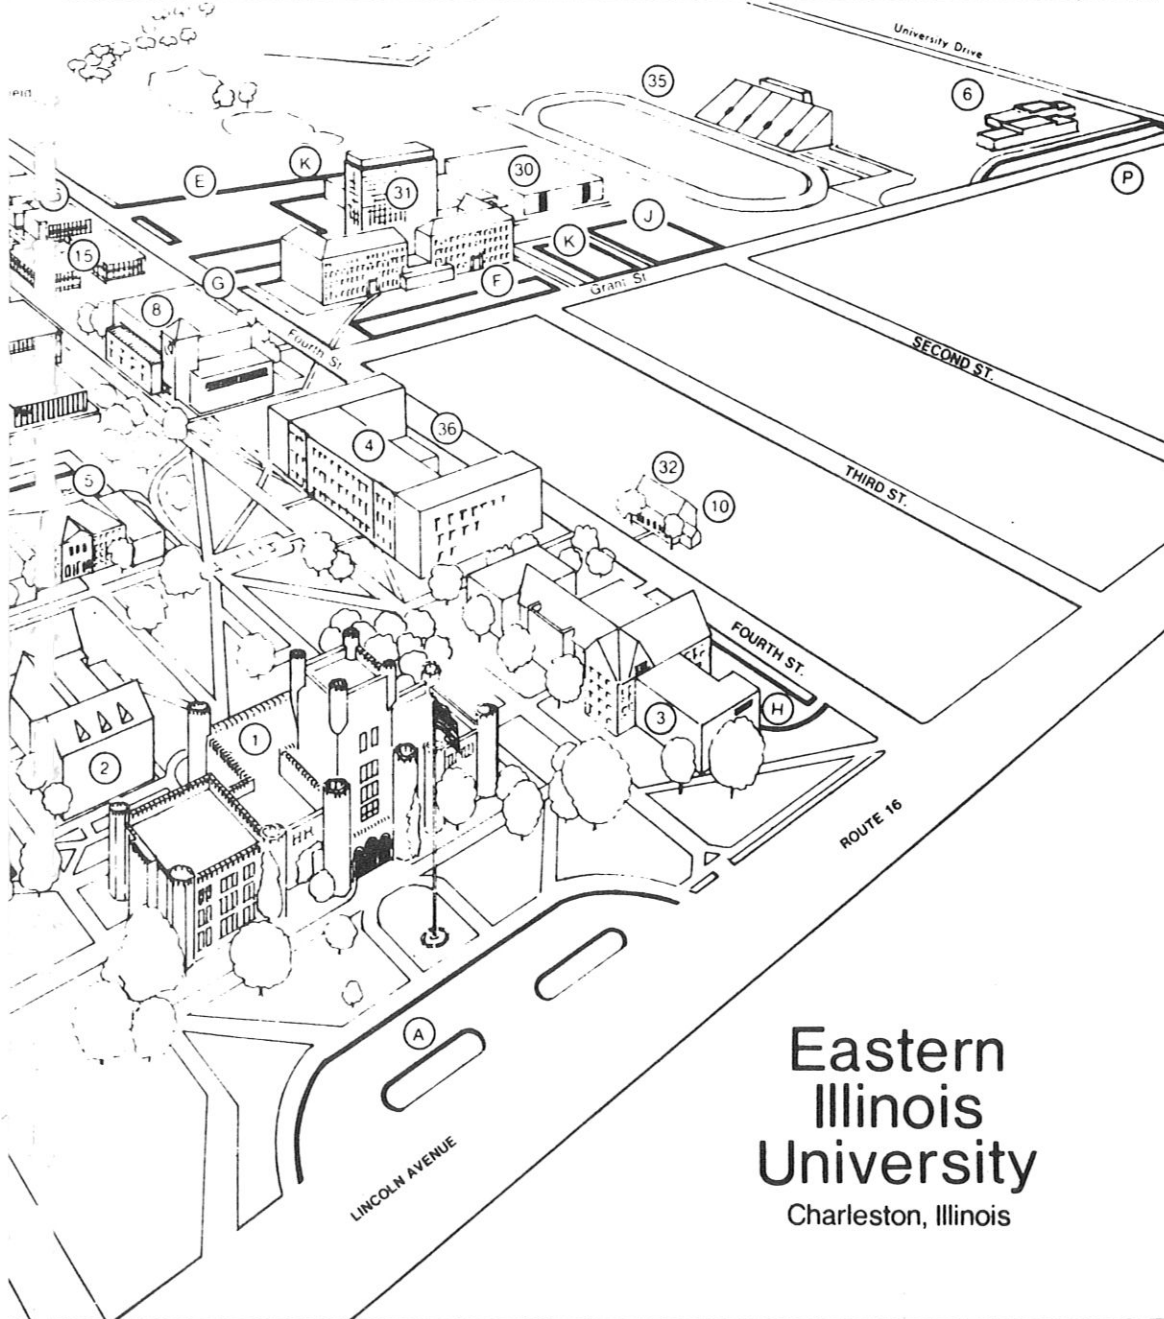 University Drive
35
6
K
E
31
30
P
J
15
K
G
F
8
Grant St
Fourth St
SECOND ST.
36
4
32
THIRD ST.
5
10
FOURTH ST.
H
3
1
2
HH
ROUTE 16
A
LINCOLN AVENUE
Eastern
Illinois
University
Charleston, Illinois